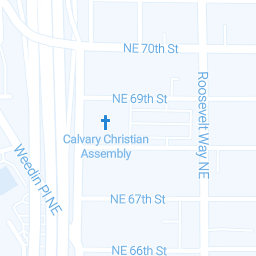 NE 70th St
NE 69th St
Roosevelt Way NE
Calvary Christian
Assembly
Weedin Pl NE
NE 67th St
NE 66th St